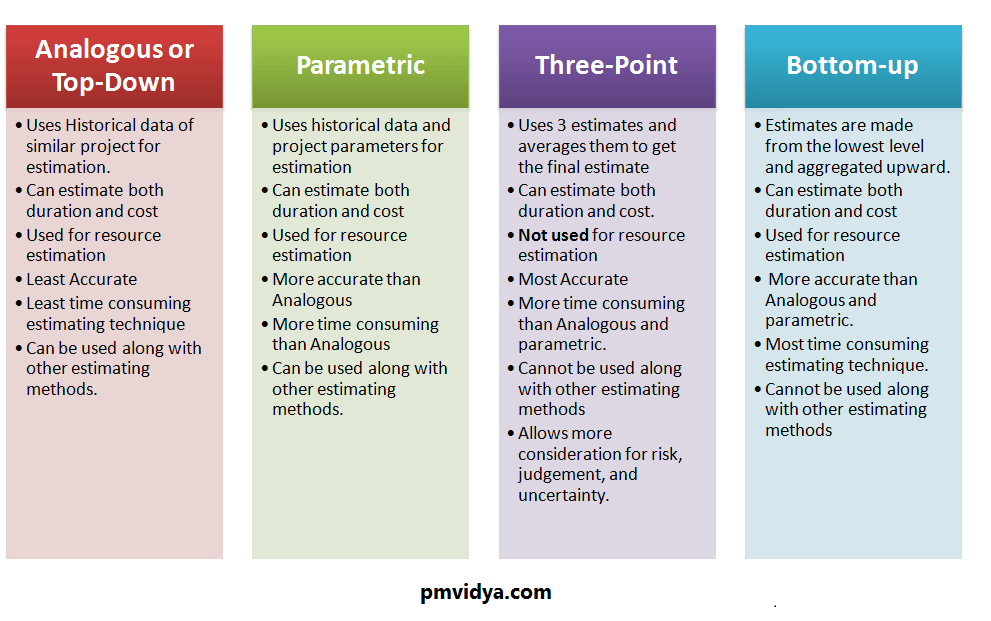 Analogous or
Top-Down
• Uses Historical data of
similar project for
estimation.
• Can estimate both
duration and cost
• Used for resource
estimation
• Least Accurate
• Least time consuming
estimating technique
• Can be used along with
other estimating
methods.
Parametric
• Uses historical data and
project parameters for
estimation
• Can estimate both
duration and cost
• Used for resource
estimation
• More accurate than
Analogous
• More time consuming
than Analogous
• Can be used along with
other estimating
methods.
Three-Point
• Uses 3 estimates and
averages them to get
the final estimate
• Can estimate both
duration and cost.
• Not used for resource
estimation
• Most Accurate
• More time consuming
than Analogous and
parametric.
• Cannot be used along
with other estimating
methods
• Allows more
consideration for risk,
judgement, and
uncertainty.
Bottom-up
• Estimates are made
from the lowest level
and aggregated upward.
• Can estimate both
duration and cost
• Used for resource
estimation
• More accurate than
Analogous and
parametric.
• Most time consuming
estimating technique.
• Cannot be used along
with other estimating
methods
pmvidya.com
.